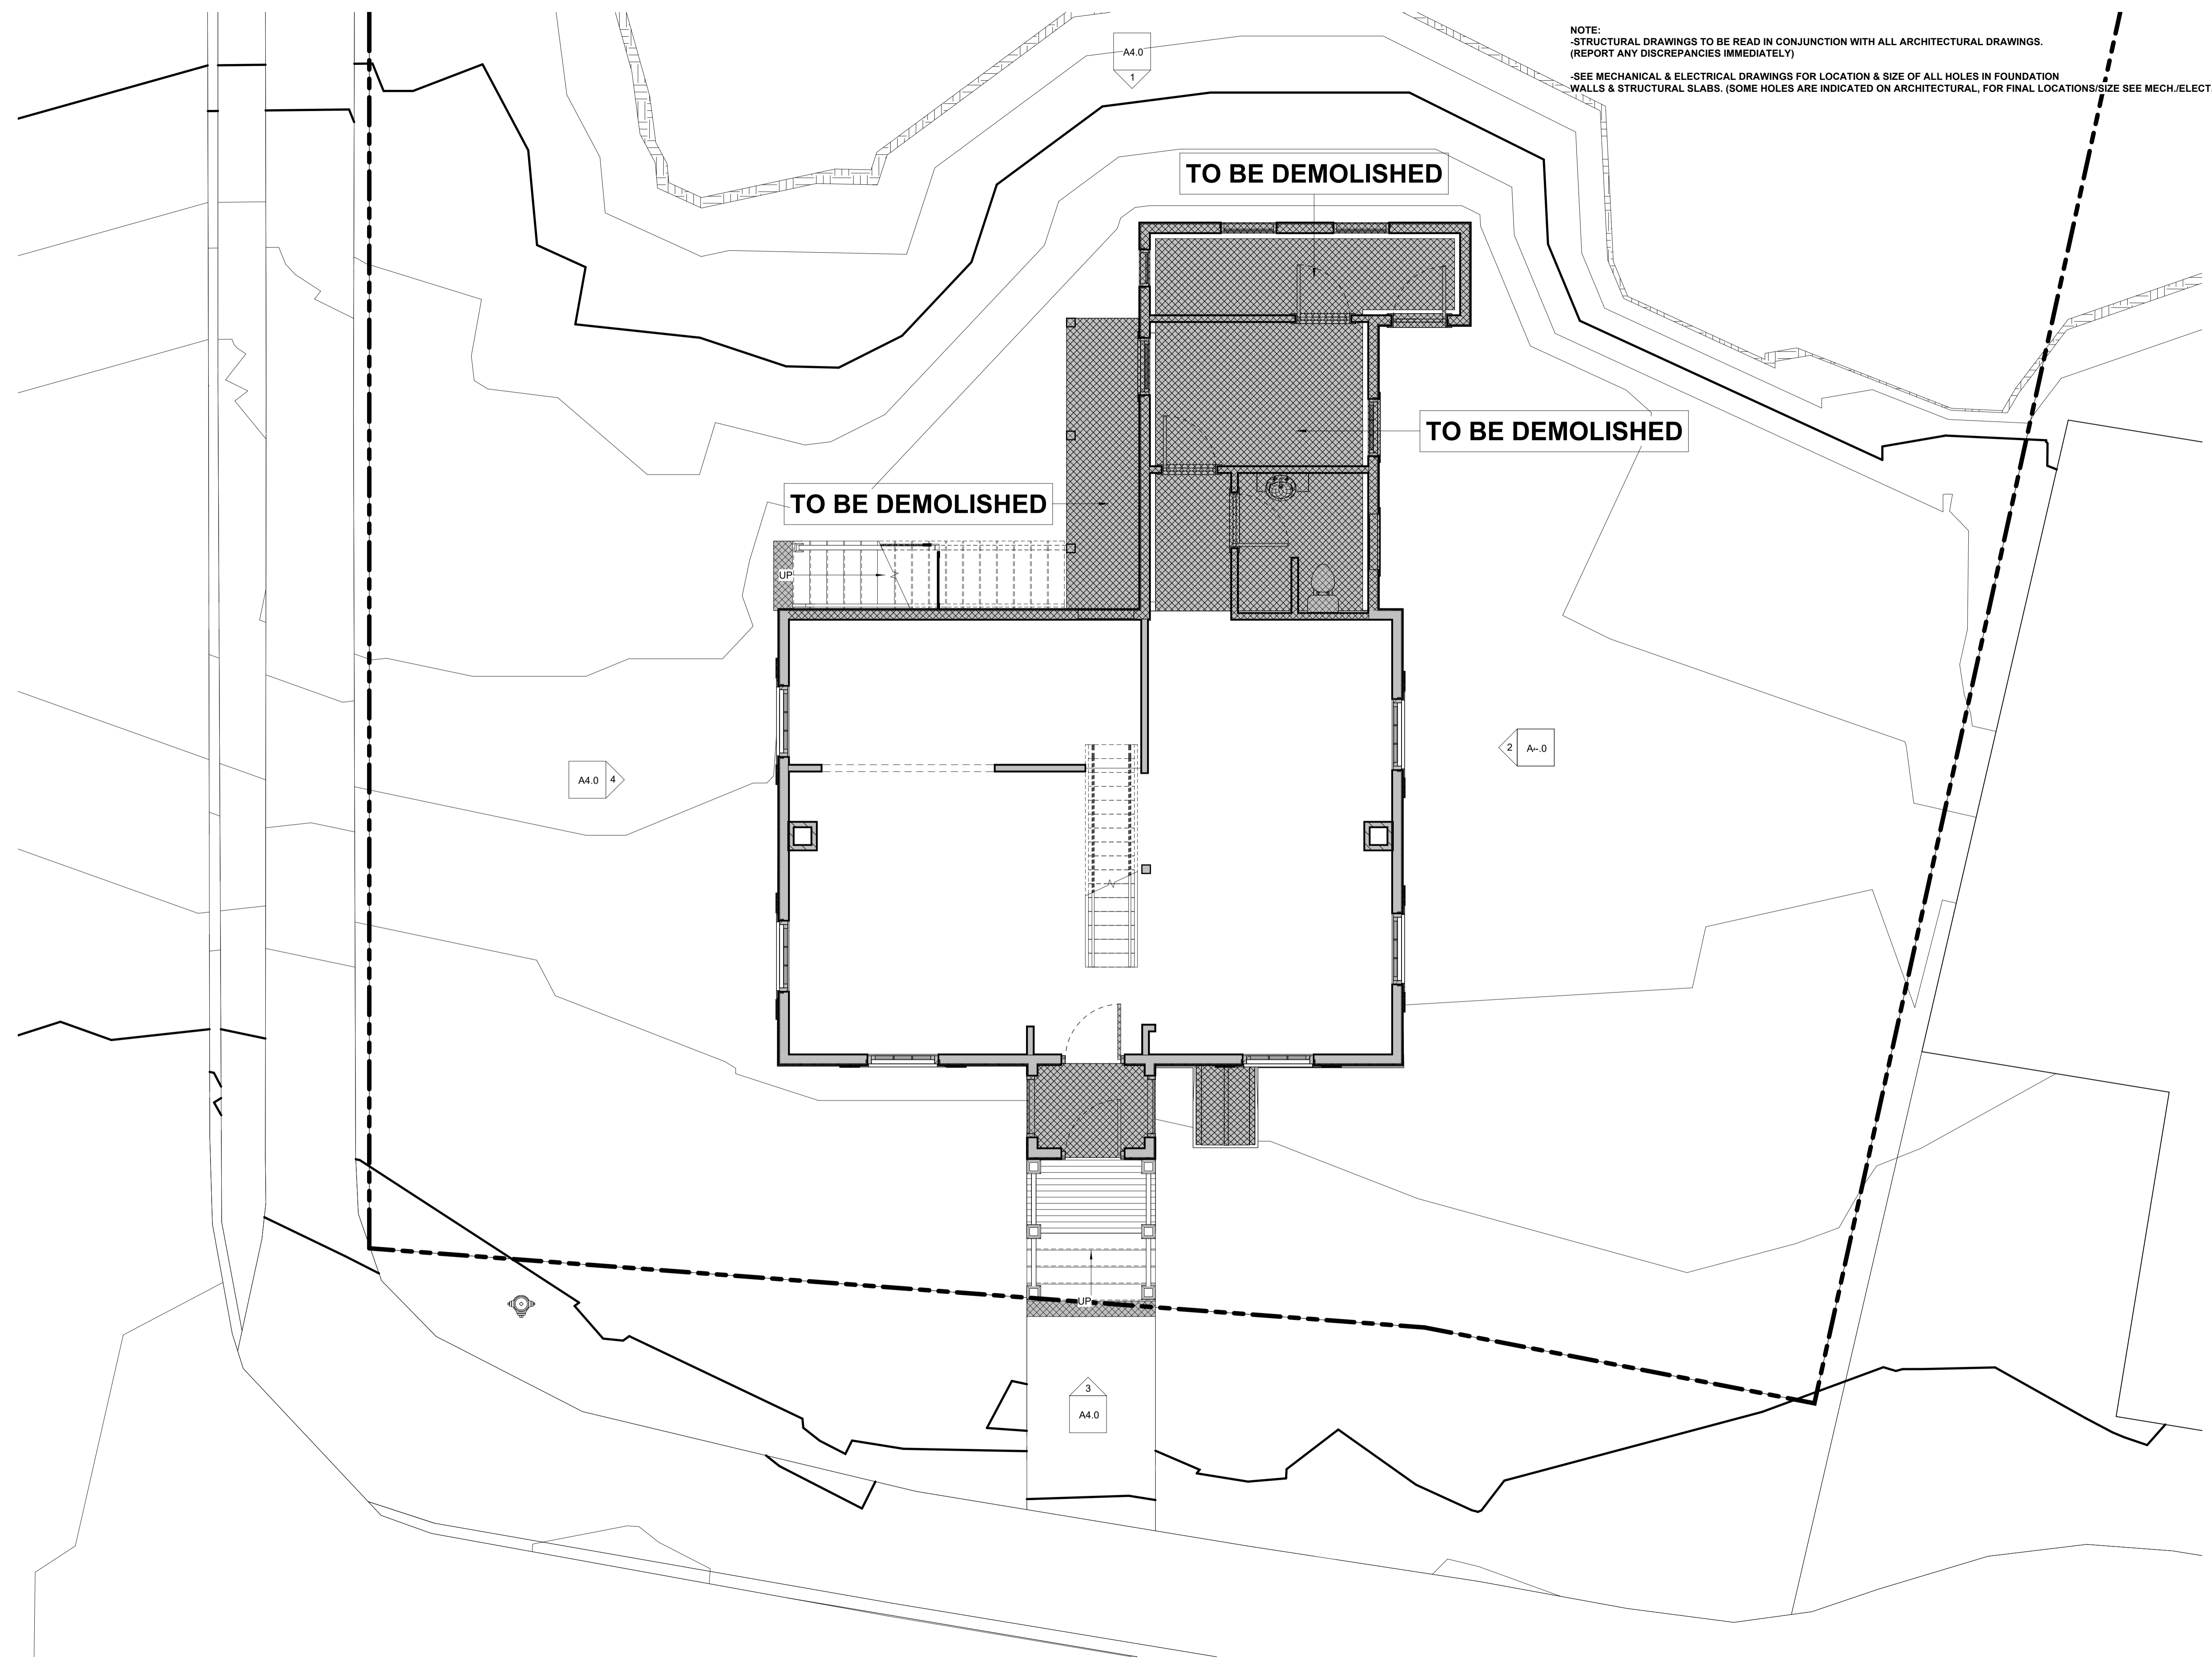 NOTE:
-STRUCTURAL DRAWINGS TO BE READ IN CONJUNCTION WITH ALL ARCHITECTURAL DRAWINGS.
(REPORT ANY DISCREPANCIES IMMEDIATELY)
-SEE MECHANICAL & ELECTRICAL DRAWINGS FOR LOCATION & SIZE OF ALL HOLES IN FOUNDATION
WALLS & STRUCTURAL SLABS. (SOME HOLES ARE INDICATED ON ARCHITECTURAL, FOR FINAL LOCATIONS/SIZE SEE MECH./ELECT.
A4.0
1
TO BE DEMOLISHED
TO BE DEMOLISHED
TO BE DEMOLISHED
UP
2
A-.0
A4.0
4
UP
3
A4.0